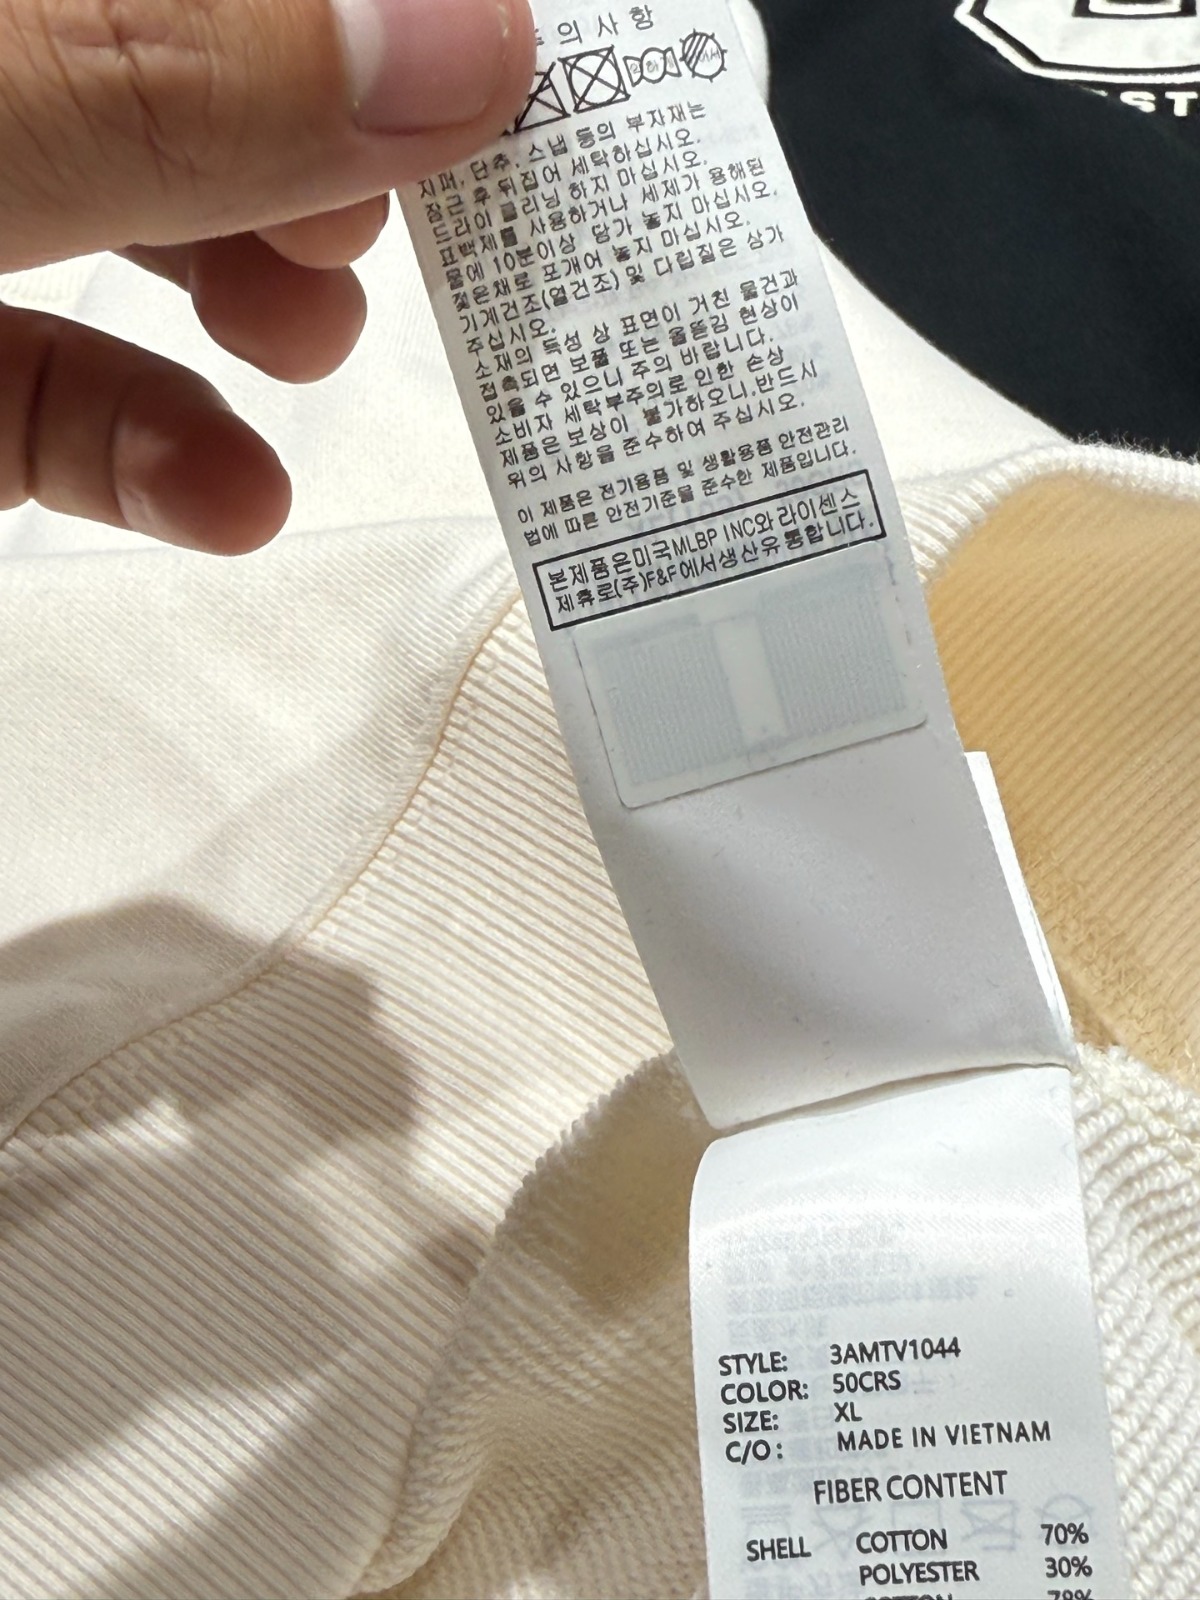 의사항
지퍼, 단추, 스냅 등의 부자재는
잠근 후 뒤집어 세탁하십시오.
드라이 클리닝 하지 마십시오.
표백제를 사용하거나 세제가 용해된
물에 10분이상 담가 놓지 마십시오.
젖은채로 포개어 놓지 마십시오.
기계건조(열건조) 및 다림질은 삼가
주십시오.
소재의 특성 상 표면이 거친 물건과
접촉되면 보풀 또는 올뜯김 현상이
있을 수 있으니 주의 바랍니다.
소비자 세탁부주의로 인한 손상
제품은 보상이 불가하오니,반드시
위의 사항을 준수하여 주십시오.
이 제품은 전기용품 및 생활용품 안전관리
법에 따른 안전기준을 준수한 제품입니다.
본제품은미국MLBP INC와 라이센스
제휴로(주)F&F에서생산유통합니다.
ST
STYLE: 3AMTV1044
COLOR: 50CRS
SIZE: XL
C/O : MADE IN VIETNAM
FIBER CONTENT
SHELL COTTON 70%
POLYESTER 30%
COTTON 78%